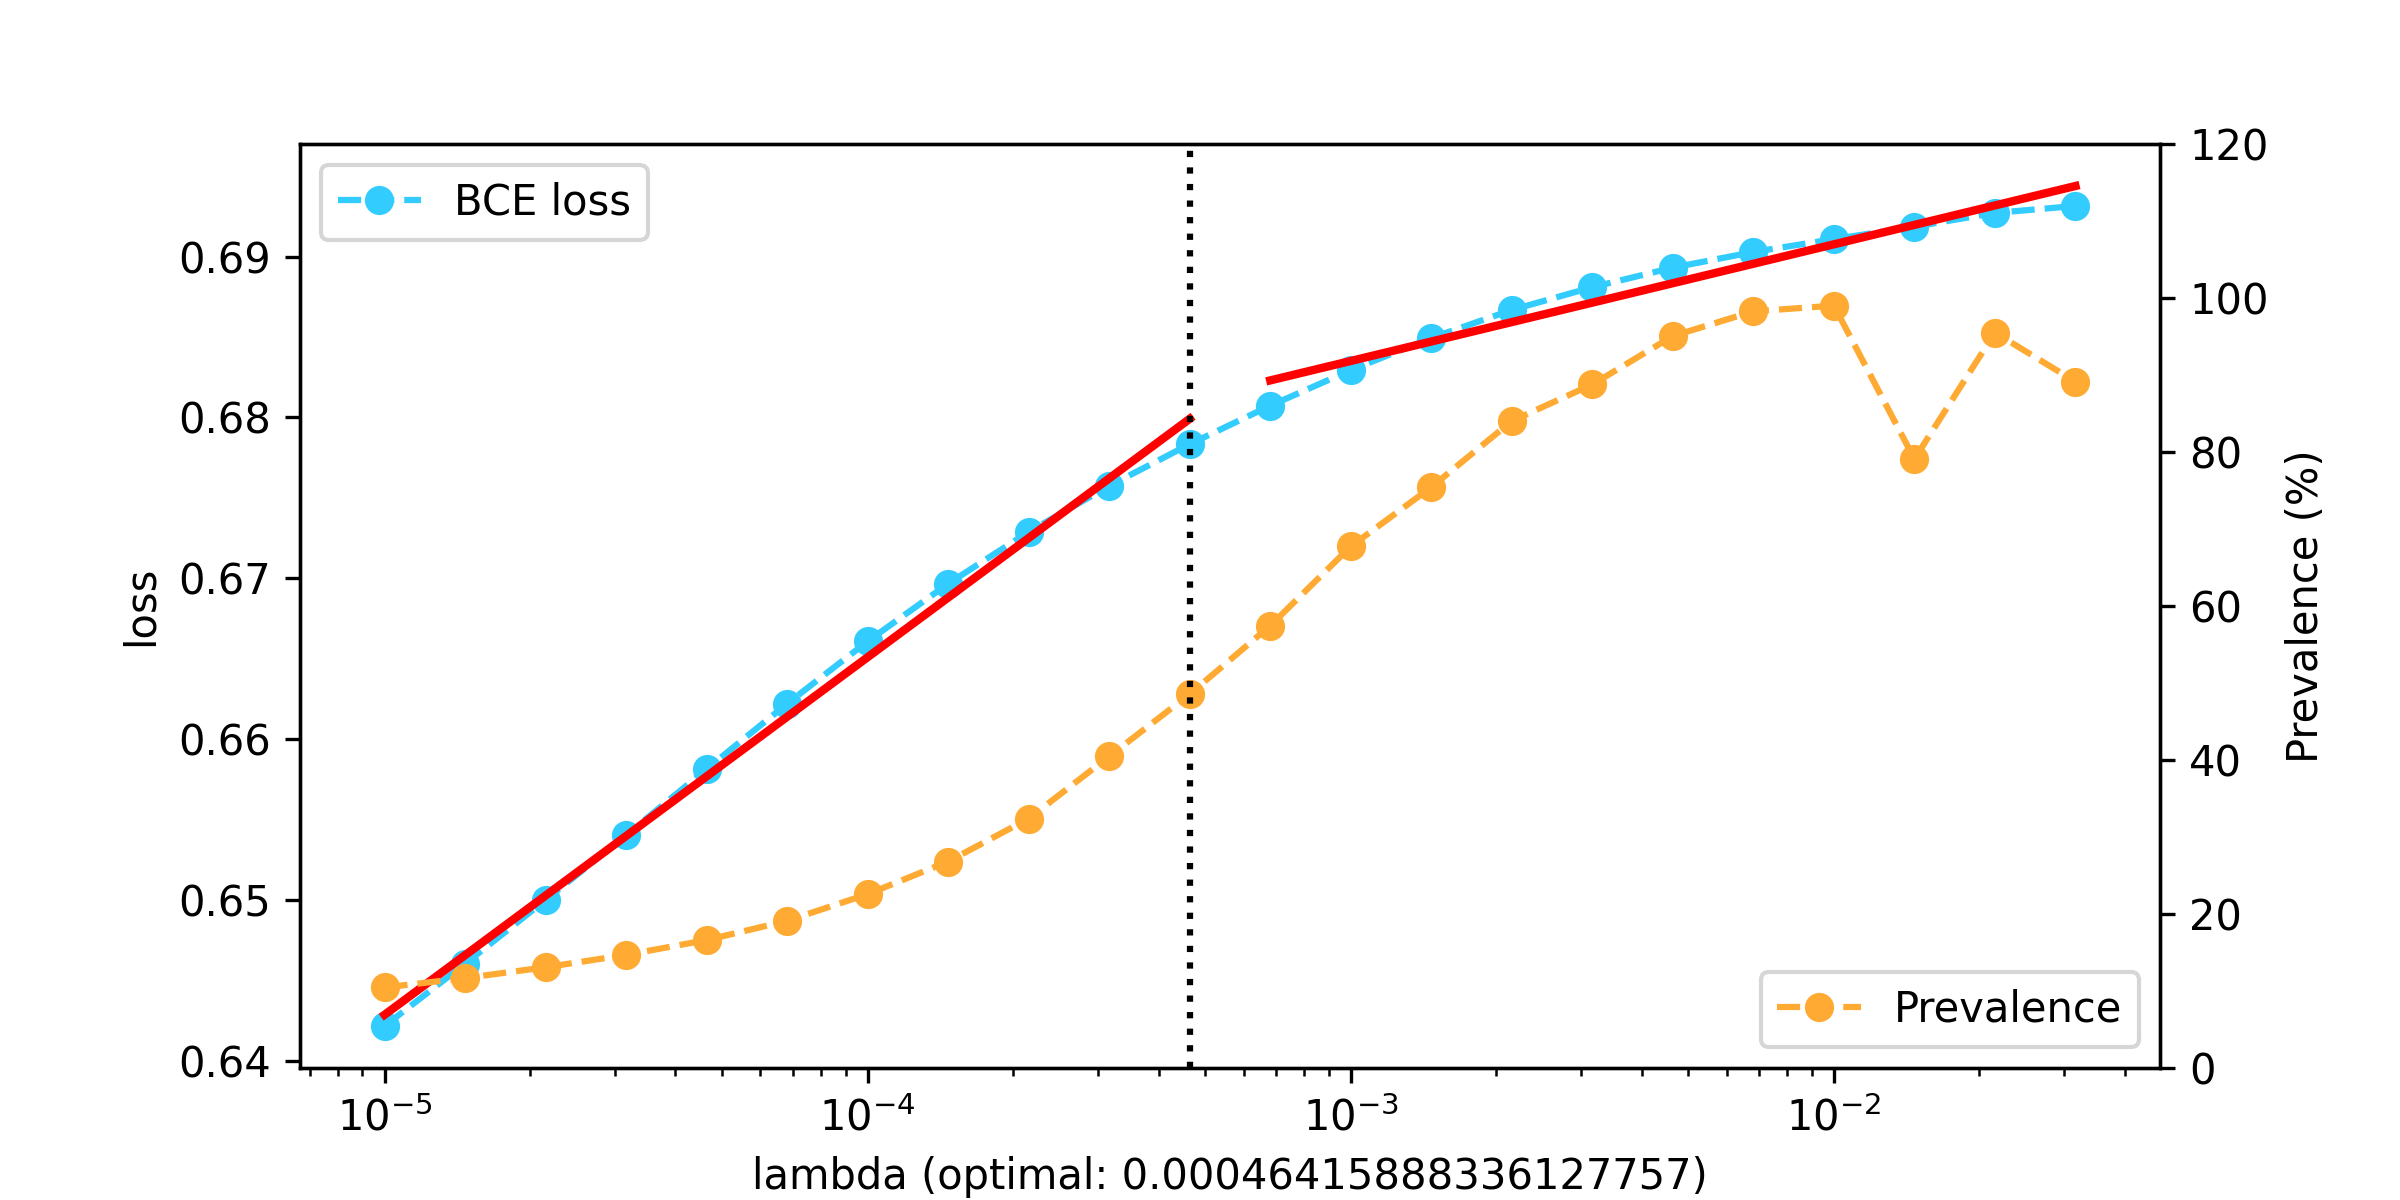 BCE loss
0.69
0.68
0.67
0.66
0.65
0.64
loss
120
100
80
60
40
20
0
Prevalence (%)
Prevalence
10⁻⁵ 10⁻⁴ 10⁻³ 10⁻²
lambda (optimal: 0.00046415888336127757)